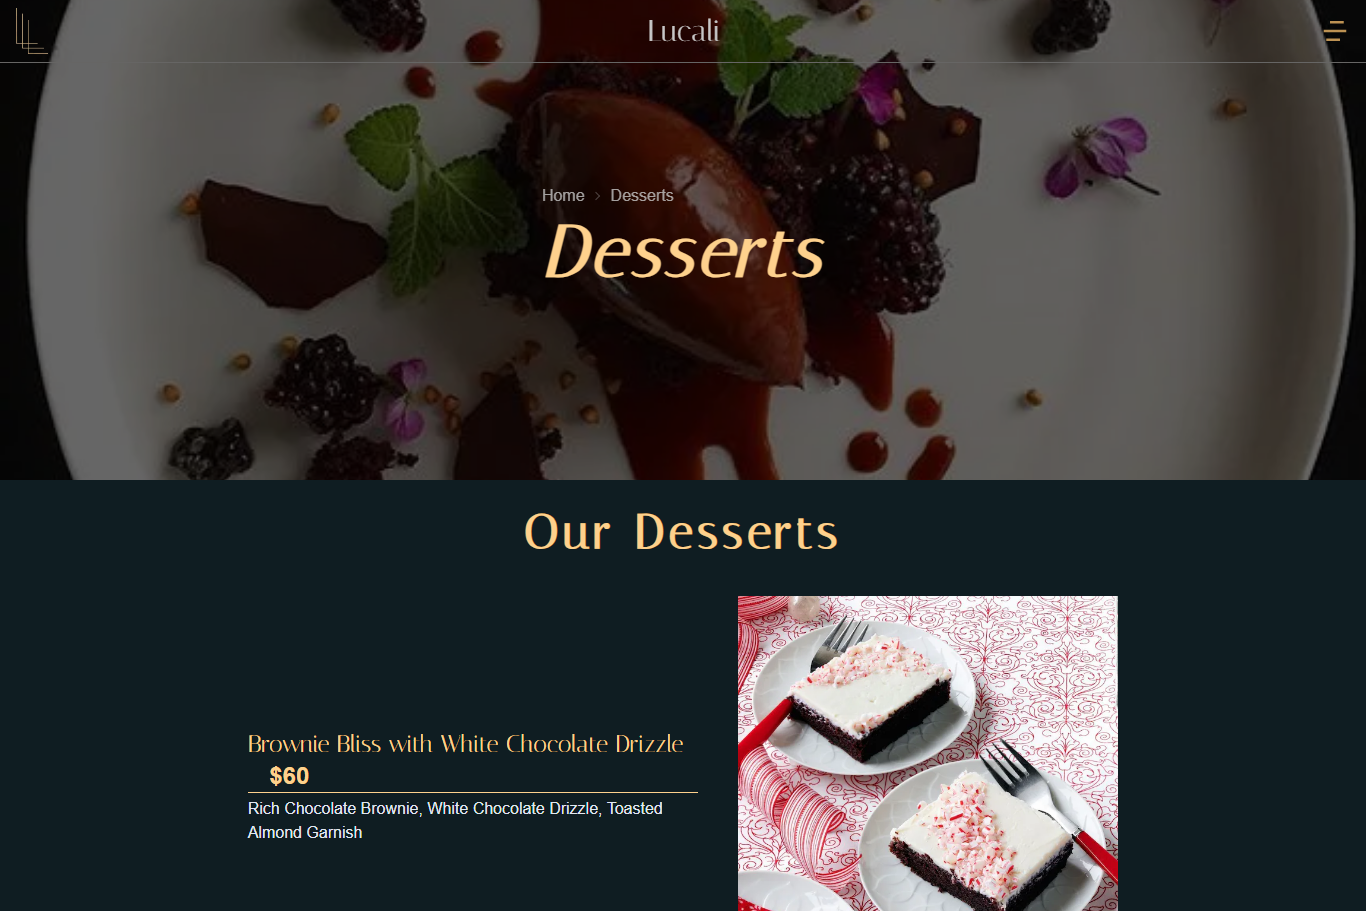 Lucali
Home > Desserts
Desserts
Our Desserts
Brownie Bliss with White Chocolate Drizzle
$60
Rich Chocolate Brownie, White Chocolate Drizzle, Toasted
Almond Garnish